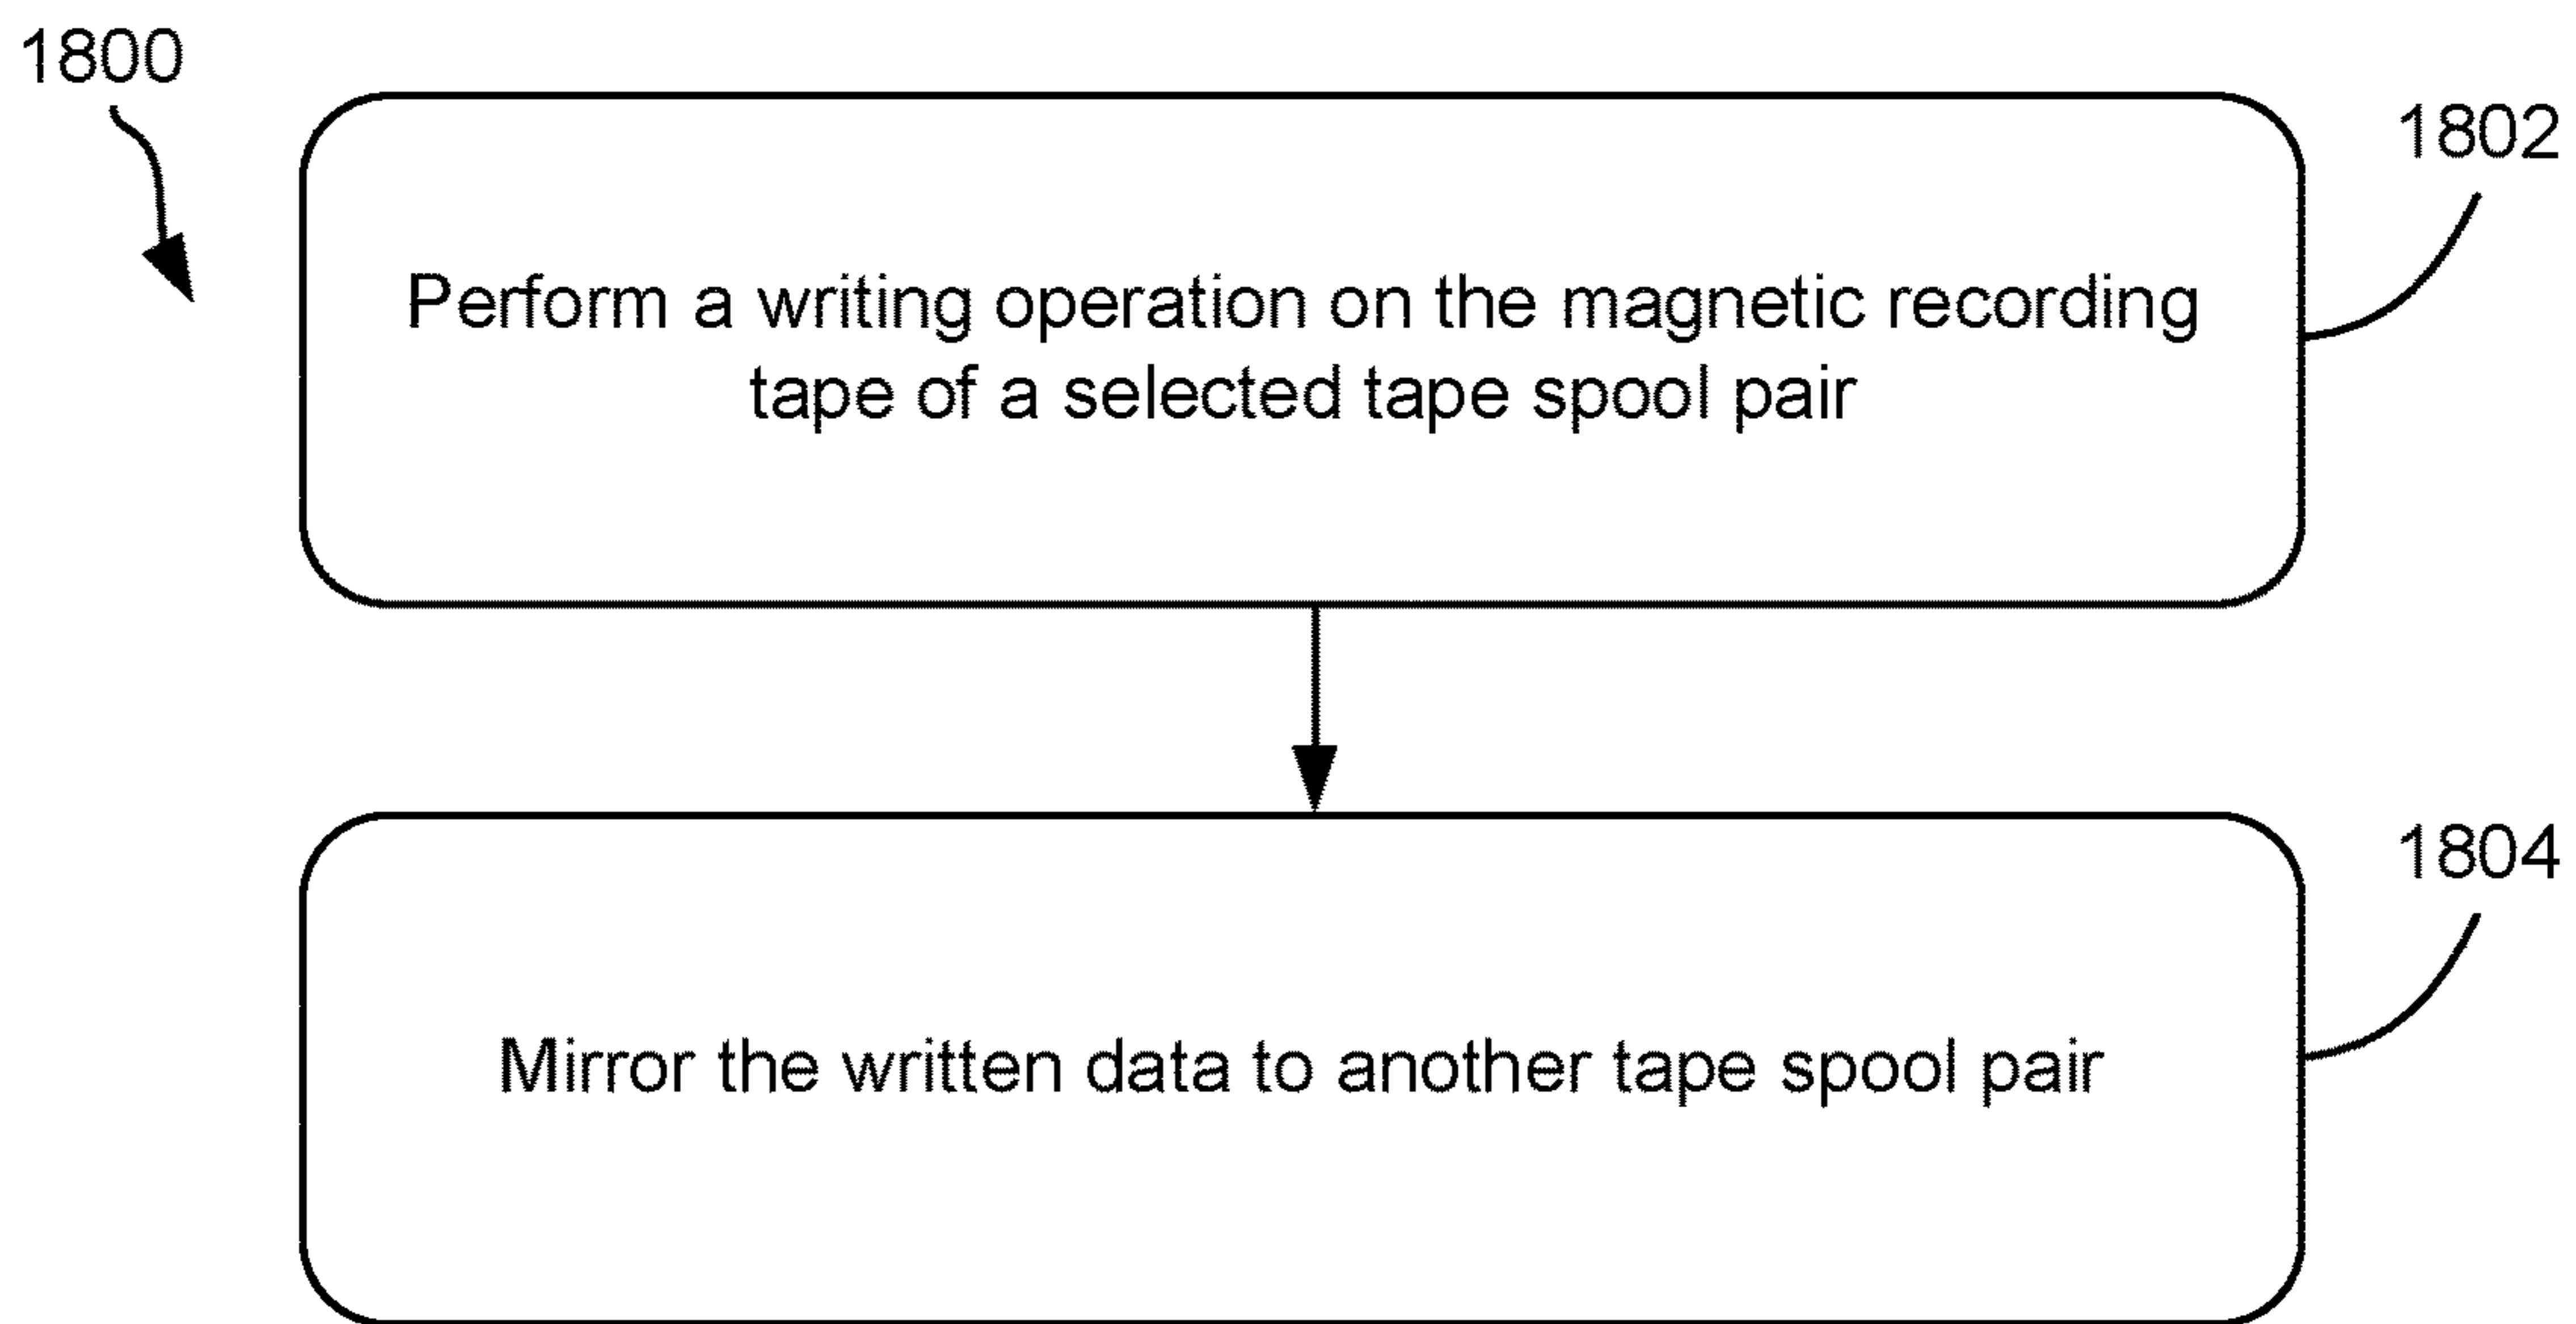 1800
1802
Perform a writing operation on the magnetic recording
tape of a selected tape spool pair
1804
Mirror the written data to another tape spool pair